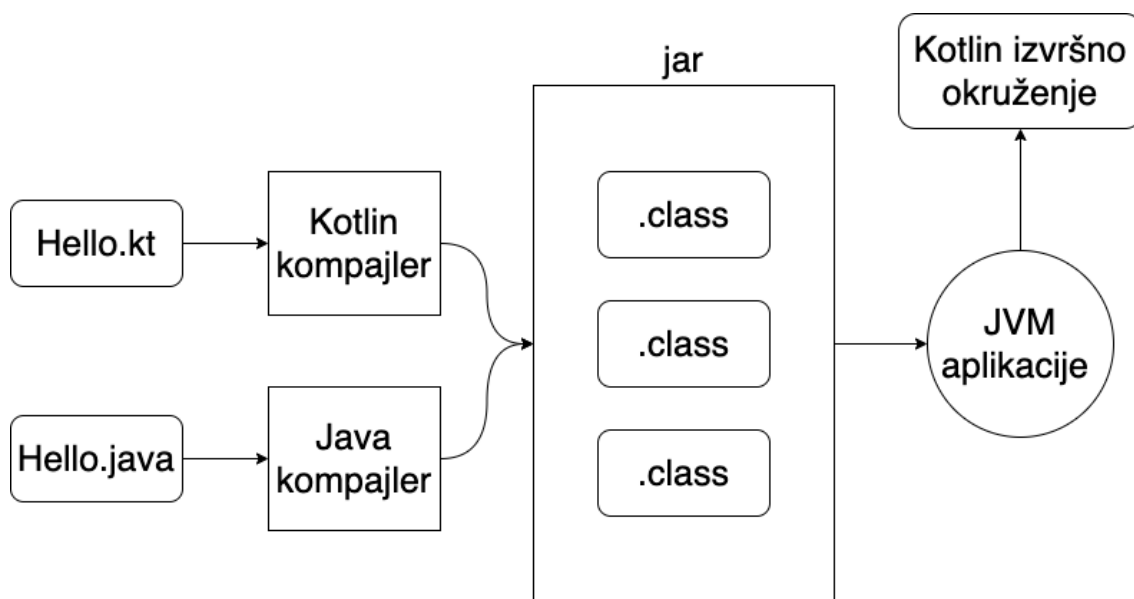 Hello.kt
Kotlin
kompajler
Hello.java
Java
kompajler
jar
.class
.class
.class
JVM
aplikacije
Kotlin izvršno
okruženje